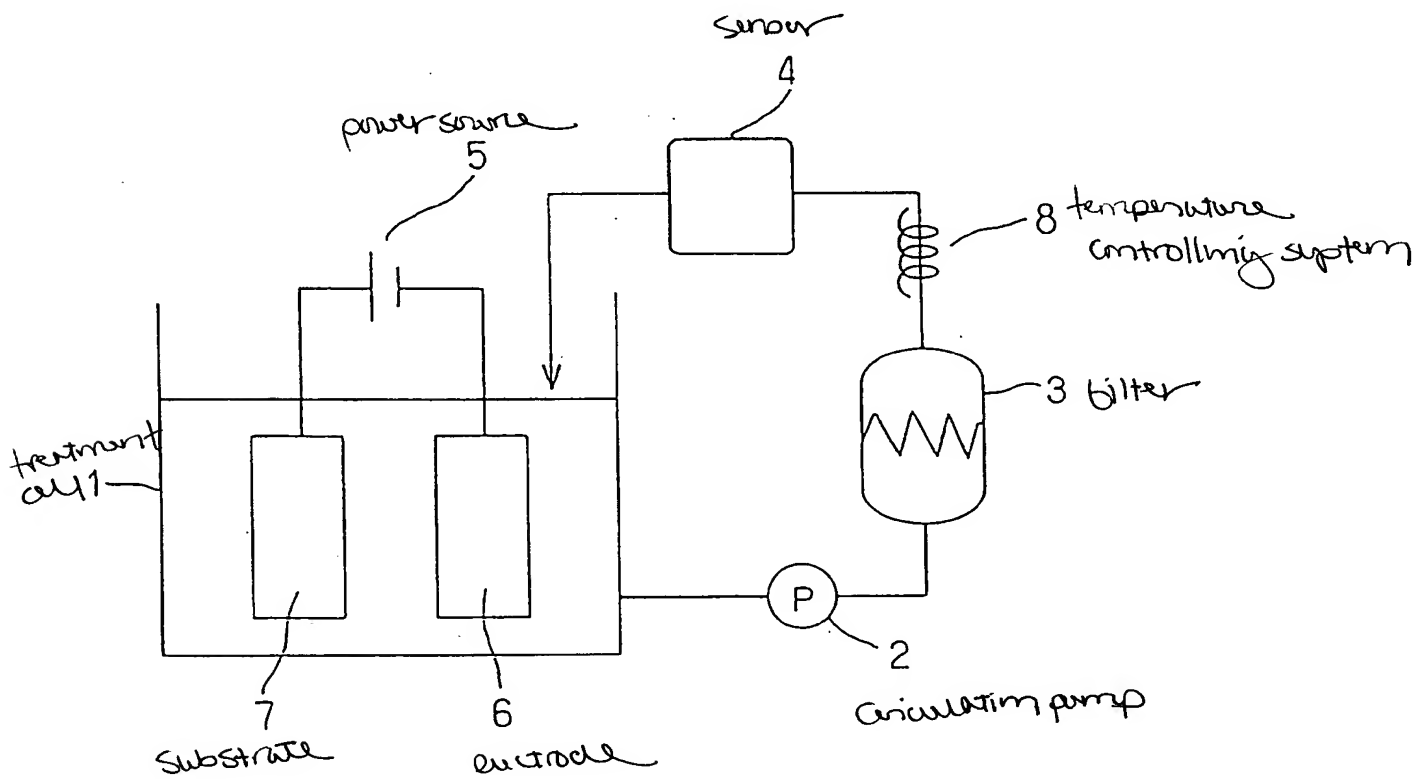 sensor
4
power source
5
8 temperature
controlling system
3 filter
treatment
cell 1
P
2
circulation pump
7
substrate
6
electrode